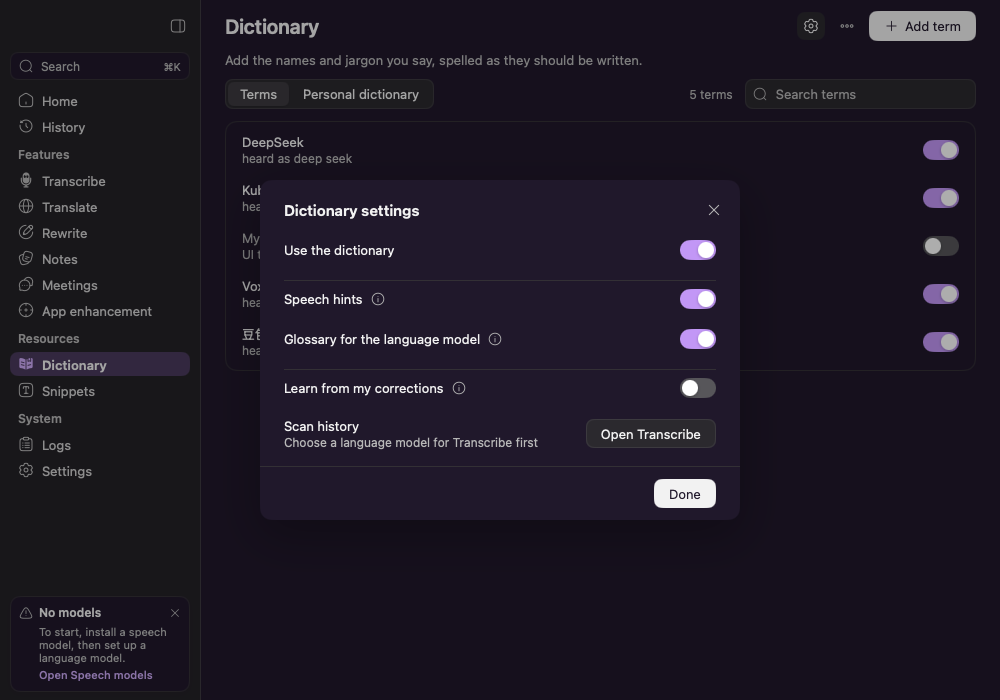 Search
⌘K
Home
History
Features
Transcribe
Translate
Rewrite
Notes
Meetings
App enhancement
Resources
Dictionary
Snippets
System
Logs
Settings
No models
To start, install a speech
model, then set up a
language model.
Open Speech models
Dictionary
Add term
Add the names and jargon you say, spelled as they should be written.
Terms
Personal dictionary
5 terms
Search terms
DeepSeek
heard as deep seek
My
UI
Dictionary settings
Use the dictionary
Speech hints
Glossary for the language model
Learn from my corrections
Scan history
Choose a language model for Transcribe first
Open Transcribe
Done